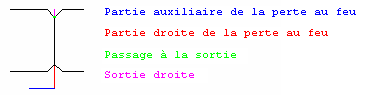 Partie auxiliaire de la perte au feu
Partie droite de la perte au feu
Passage à la sortie
Sortie droite